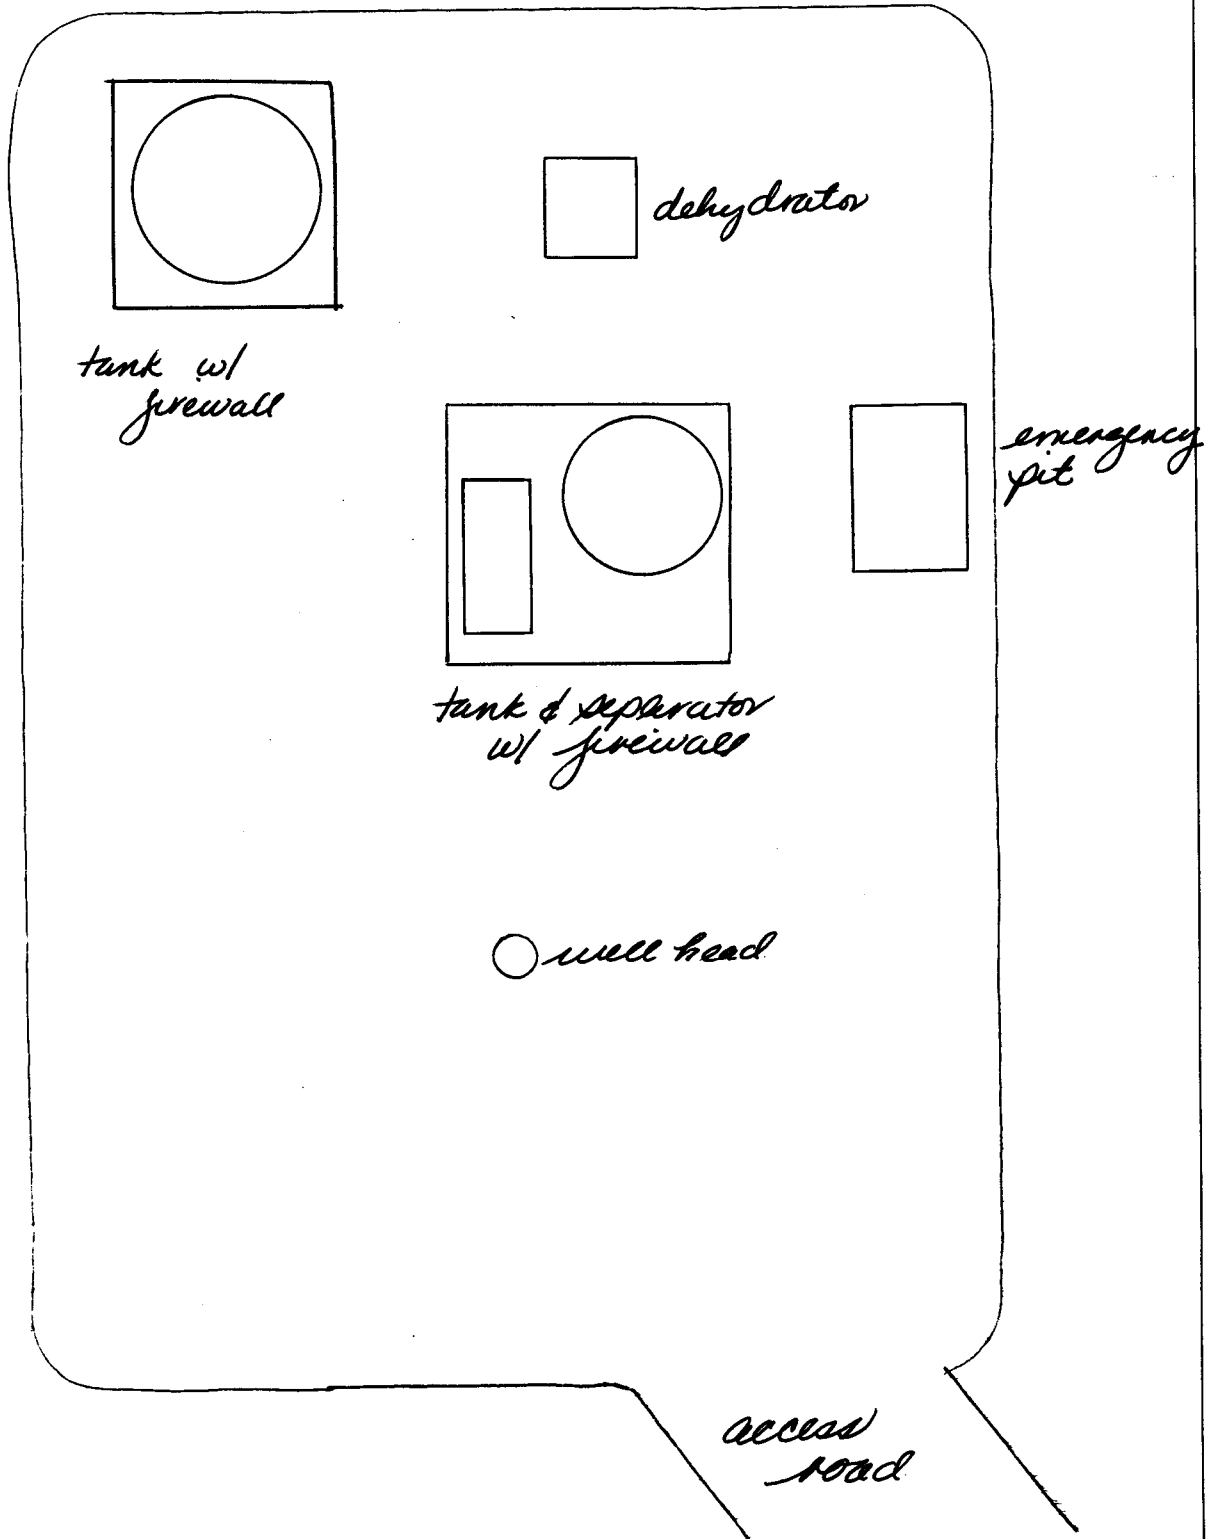 dehydrator
tank w/
firewall
emergency
pit
tank & separator
w/ firewall
well head
access
road